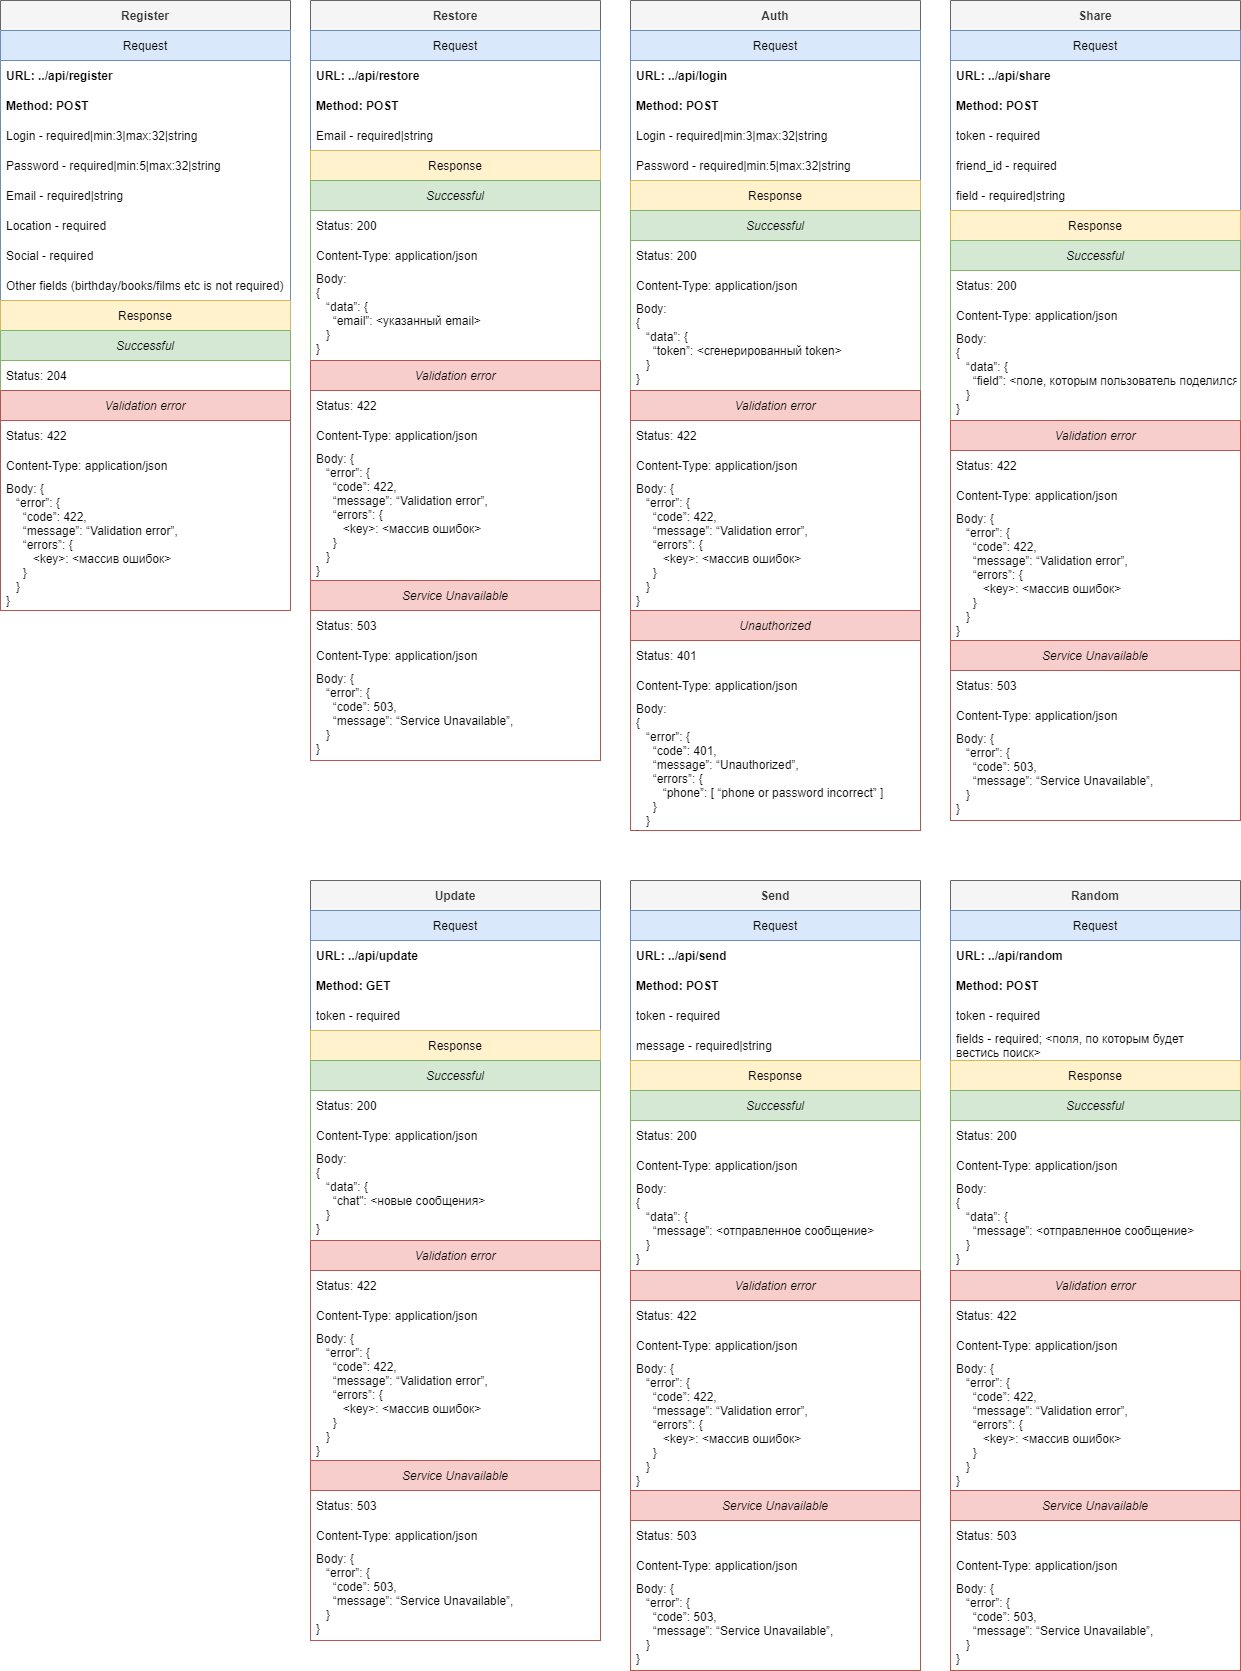 Register
Request
URL: ../api/register
Method: POST
Login - required|min:3|max:32|string
Password - required|min:5|max:32|string
Email - required|string
Location - required
Social - required
Other fields (birthday/books/films etc is not required)
Response
Successful
Status: 204
Validation error
Status: 422
Content-Type: application/json
Body: {
“error”: {
“code”: 422,
“message”: “Validation error”,
“errors”: {
<key>: <массив ошибок>
}
}
}
Restore
Request
URL: ../api/restore
Method: POST
Email - required|string
Response
Successful
Status: 200
Content-Type: application/json
Body:
{
“data”: {
“email”: <указанный email>
}
}
Validation error
Status: 422
Content-Type: application/json
Body: {
“error”: {
“code”: 422,
“message”: “Validation error”,
“errors”: {
<key>: <массив ошибок>
}
}
}
Service Unavailable
Status: 503
Content-Type: application/json
Body: {
“error”: {
“code”: 503,
“message”: “Service Unavailable”,
}
}
Auth
Request
URL: ../api/login
Method: POST
Login - required|min:3|max:32|string
Password - required|min:5|max:32|string
Response
Successful
Status: 200
Content-Type: application/json
Body:
{
“data”: {
“token”: <сгенерированный token>
}
}
Validation error
Status: 422
Content-Type: application/json
Body: {
“error”: {
“code”: 422,
“message”: “Validation error”,
“errors”: {
<key>: <массив ошибок>
}
}
}
Unauthorized
Status: 401
Content-Type: application/json
Body:
{
“error”: {
“code”: 401,
“message”: “Unauthorized”,
“errors”: {
“phone”: [ “phone or password incorrect” ]
}
}
Share
Request
URL: ../api/share
Method: POST
token - required
friend_id - required
field - required|string
Response
Successful
Status: 200
Content-Type: application/json
Body:
{
“data”: {
“field”: <поле, которым пользователь поделился
}
}
Validation error
Status: 422
Content-Type: application/json
Body: {
“error”: {
“code”: 422,
“message”: “Validation error”,
“errors”: {
<key>: <массив ошибок>
}
}
}
Service Unavailable
Status: 503
Content-Type: application/json
Body: {
“error”: {
“code”: 503,
“message”: “Service Unavailable”,
}
}
Update
Request
URL: ../api/update
Method: GET
token - required
Response
Successful
Status: 200
Content-Type: application/json
Body:
{
“data”: {
“chat”: <новые сообщения>
}
}
Validation error
Status: 422
Content-Type: application/json
Body: {
“error”: {
“code”: 422,
“message”: “Validation error”,
“errors”: {
<key>: <массив ошибок>
}
}
}
Service Unavailable
Status: 503
Content-Type: application/json
Body: {
“error”: {
“code”: 503,
“message”: “Service Unavailable”,
}
}
Send
Request
URL: ../api/send
Method: POST
token - required
message - required|string
Response
Successful
Status: 200
Content-Type: application/json
Body:
{
“data”: {
“message”: <отправленное сообщение>
}
}
Validation error
Status: 422
Content-Type: application/json
Body: {
“error”: {
“code”: 422,
“message”: “Validation error”,
“errors”: {
<key>: <массив ошибок>
}
}
}
Service Unavailable
Status: 503
Content-Type: application/json
Body: {
“error”: {
“code”: 503,
“message”: “Service Unavailable”,
}
}
Random
Request
URL: ../api/random
Method: POST
token - required
fields - required; <поля, по которым будет
вестись поиск>
Response
Successful
Status: 200
Content-Type: application/json
Body:
{
“data”: {
“message”: <отправленное сообщение>
}
}
Validation error
Status: 422
Content-Type: application/json
Body: {
“error”: {
“code”: 422,
“message”: “Validation error”,
“errors”: {
<key>: <массив ошибок>
}
}
}
Service Unavailable
Status: 503
Content-Type: application/json
Body: {
“error”: {
“code”: 503,
“message”: “Service Unavailable”,
}
}